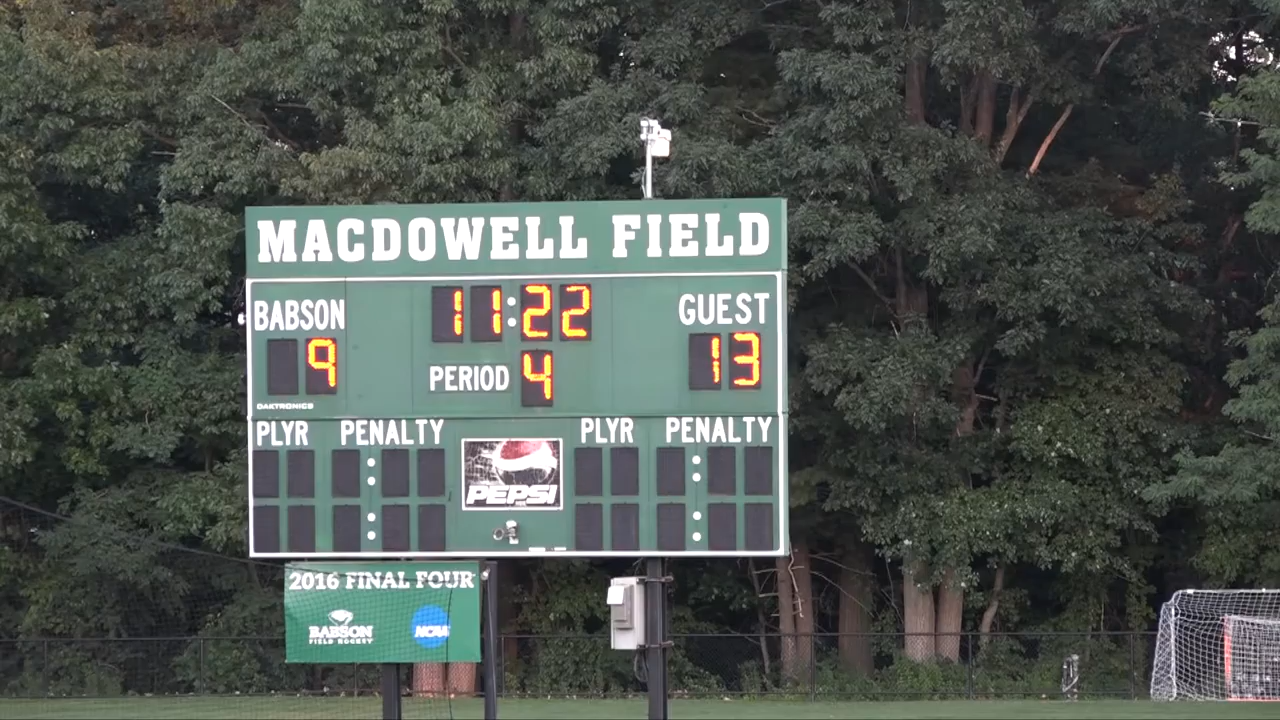 MACDOWELL FIELD
BABSON 11:22 GUEST
9 PERIOD 4 13
DAKTRONICS
PLYR PENALTY PLYR PENALTY
PEPSI
2016 FINAL FOUR
BABSON NCAA
FIELD HOCKEY